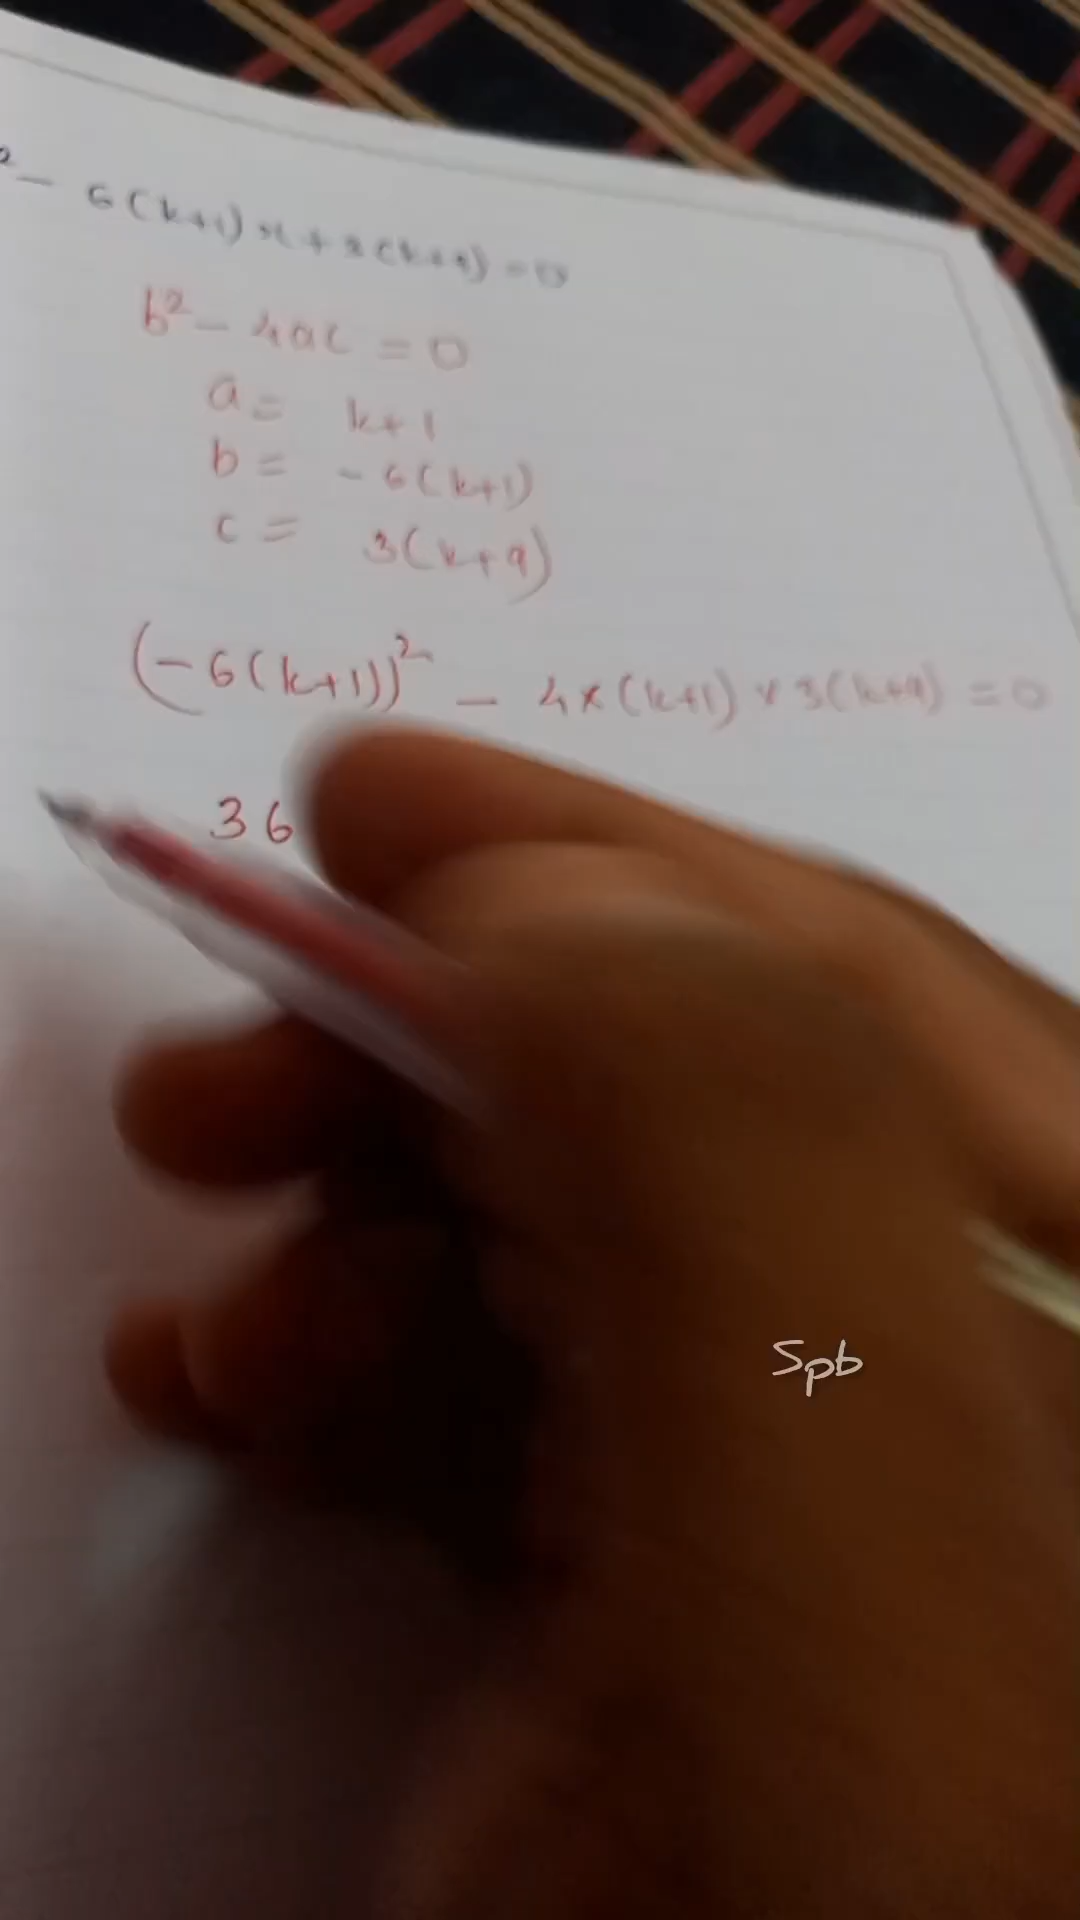 2 - 6(k+1)x + 3(k+9) = 0
b² - 4ac = 0
a = k+1
b = - 6(k+1)
c = 3(k+9)
(-6(k+1))² - 4×(k+1) × 3(k+9) = 0
36
Spb